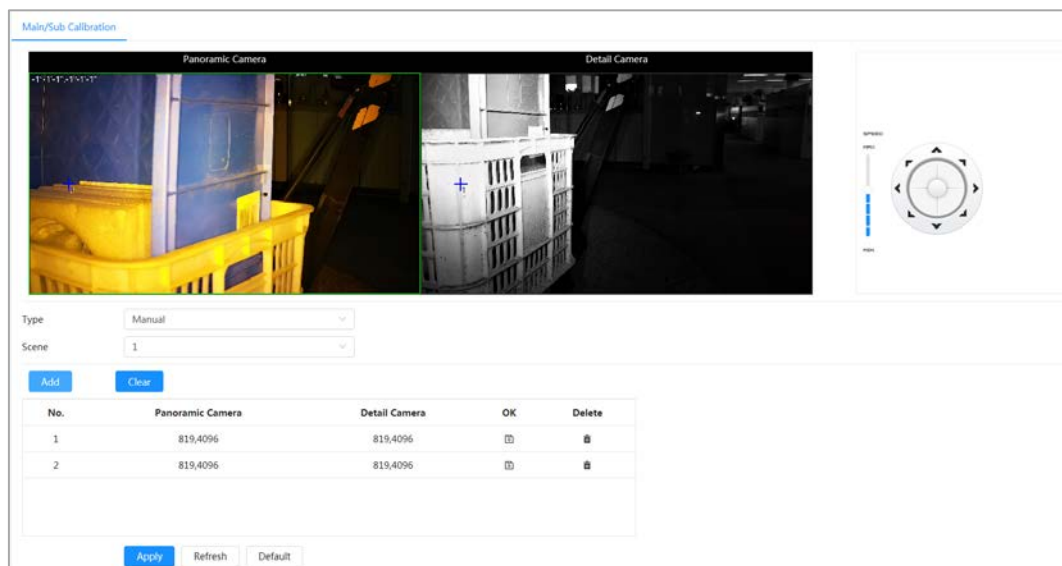 Main/Sub Calibration
Panoramic Camera
Detail Camera
SPEED
Type
Manual
Scene
1
Add
Clear
No. Panoramic Camera Detail Camera OK Delete
1 819,4096 819,4096
2 819,4096 819,4096
Apply Refresh Default